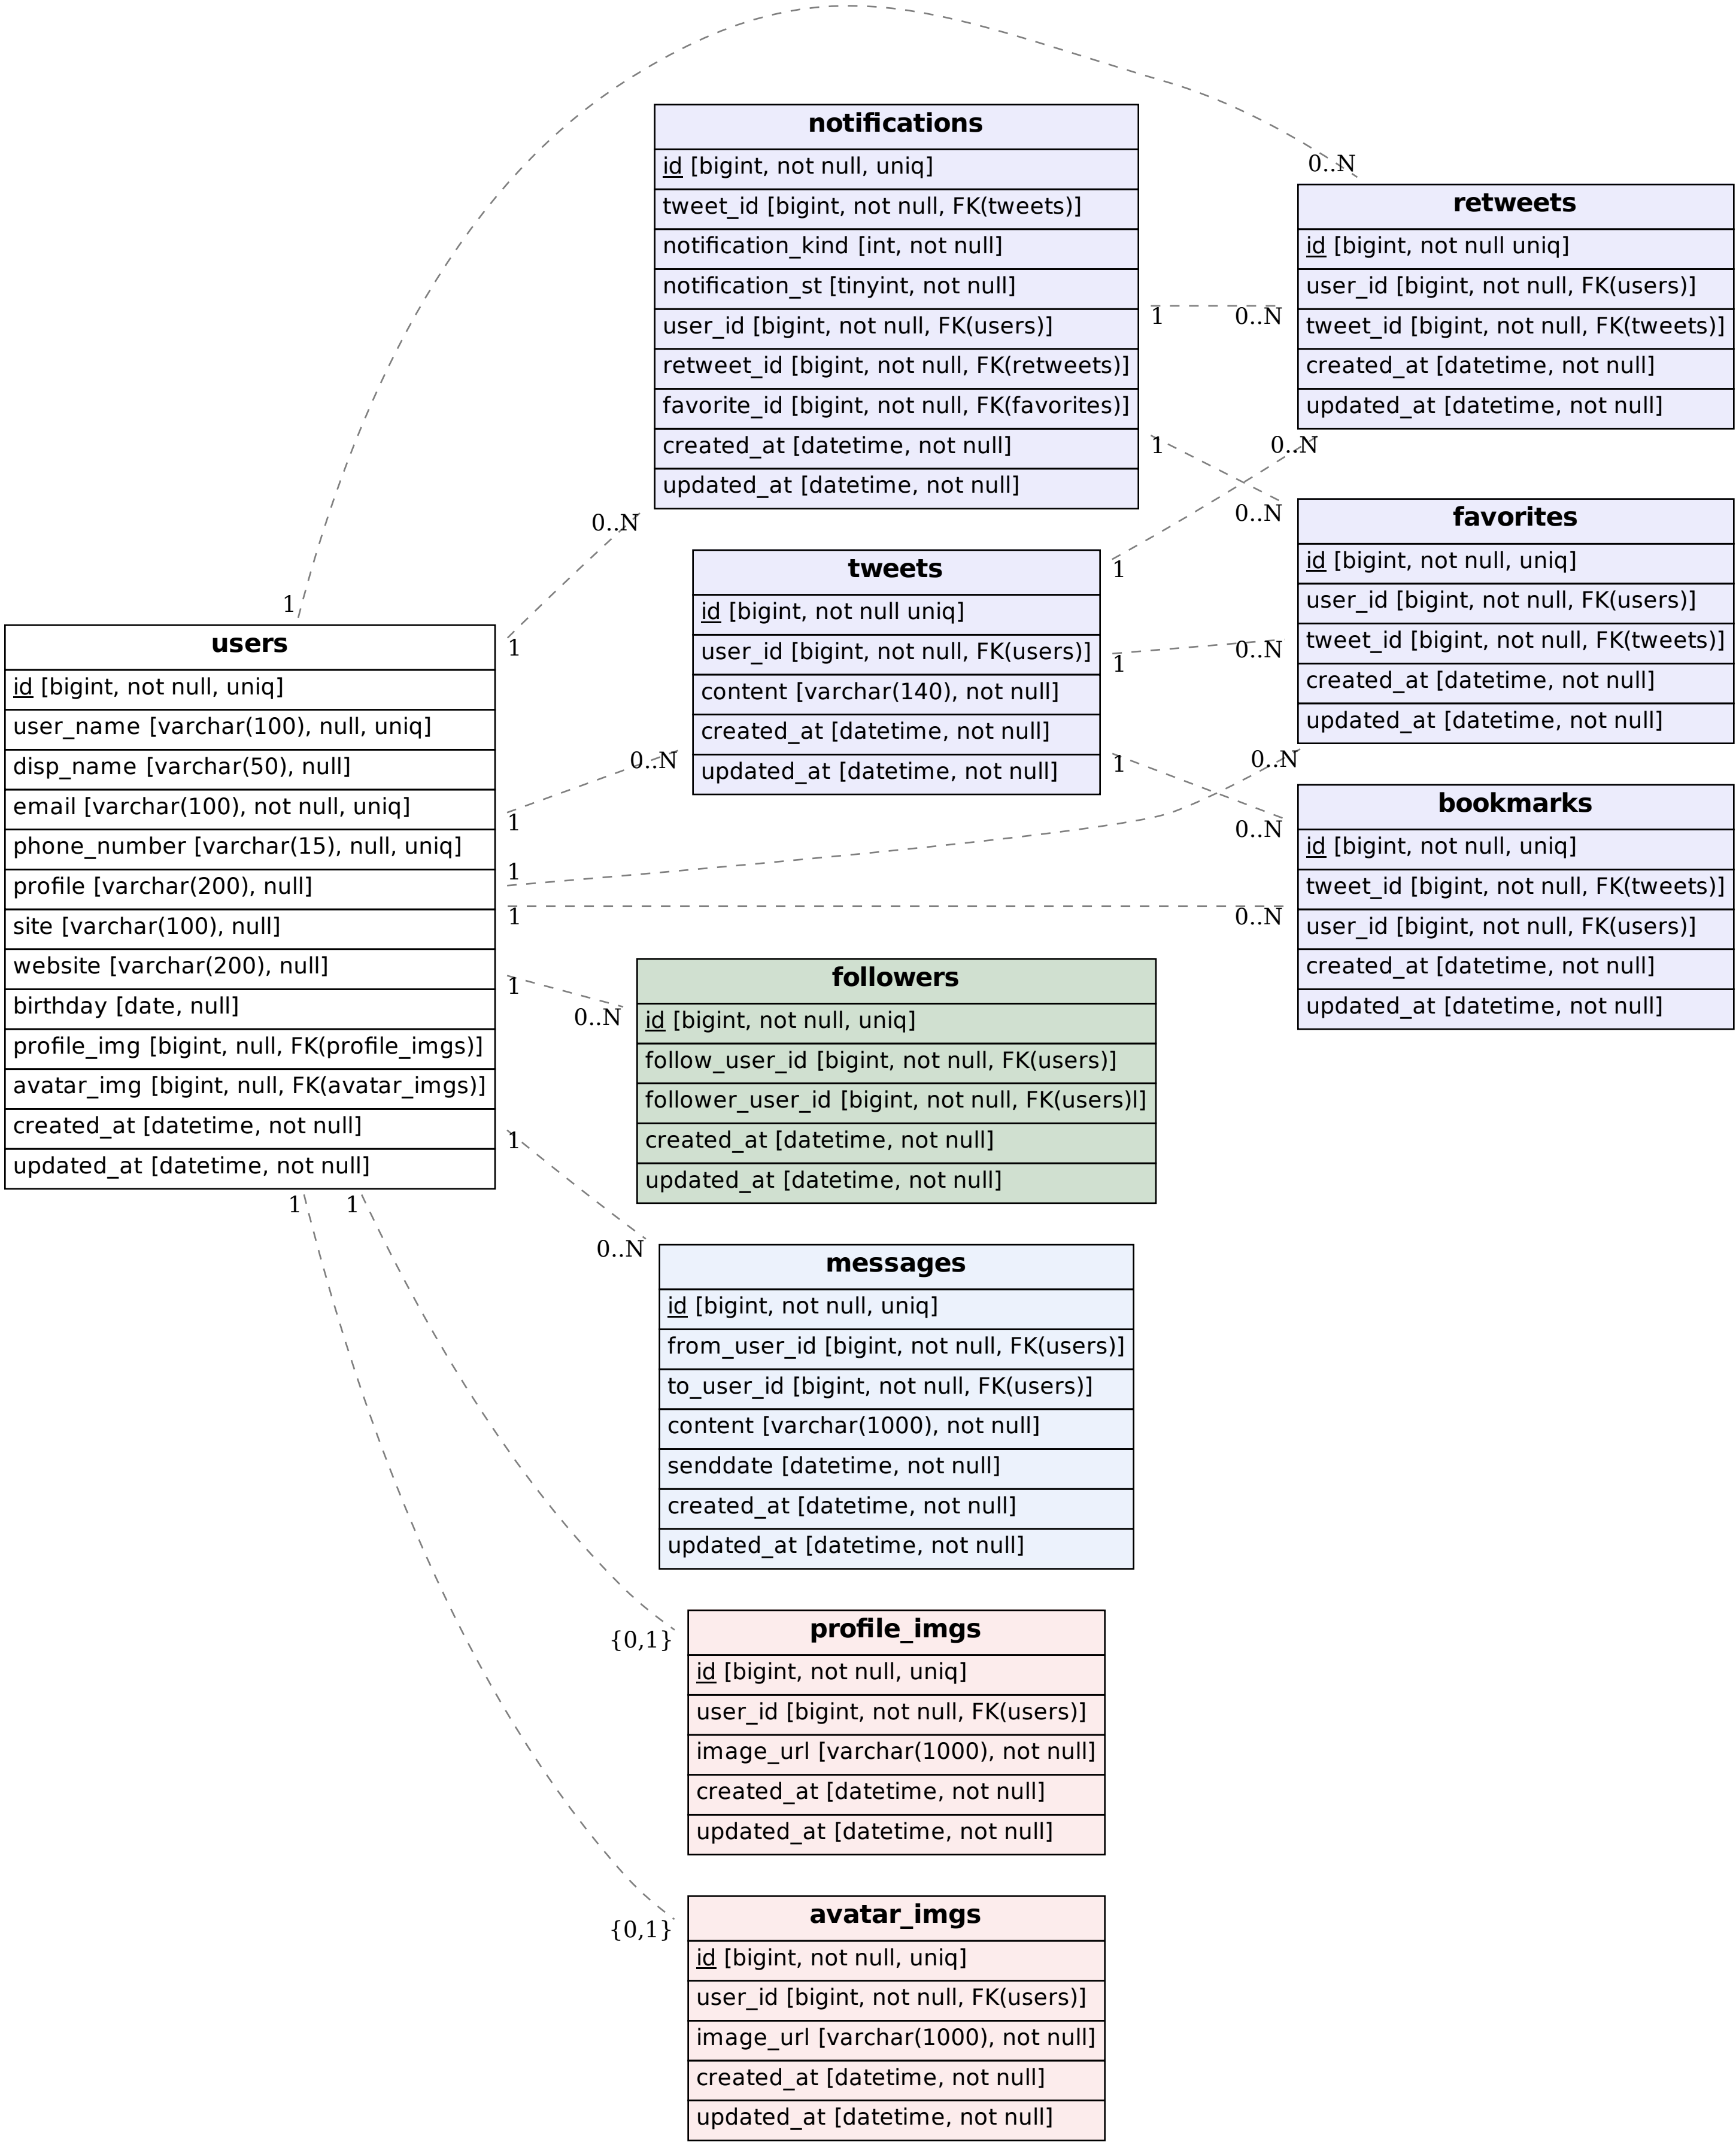 0..N
notifications
id [bigint, not null, uniq]
tweet_id [bigint, not null, FK(tweets)]
notification_kind [int, not null]
notification_st [tinyint, not null]
user_id [bigint, not null, FK(users)]
retweet_id [bigint, not null, FK(retweets)]
favorite_id [bigint, not null, FK(favorites)]
created_at [datetime, not null]
updated_at [datetime, not null]
retweets
id [bigint, not null uniq]
user_id [bigint, not null, FK(users)]
tweet_id [bigint, not null, FK(tweets)]
created_at [datetime, not null]
updated_at [datetime, not null]
1
0..N
1
0..N
0..N
0..N
1
1
tweets
id [bigint, not null uniq]
user_id [bigint, not null, FK(users)]
content [varchar(140), not null]
created_at [datetime, not null]
updated_at [datetime, not null]
1
1
0..N
1
0..N
favorites
id [bigint, not null, uniq]
user_id [bigint, not null, FK(users)]
tweet_id [bigint, not null, FK(tweets)]
created_at [datetime, not null]
updated_at [datetime, not null]
users
id [bigint, not null, uniq]
user_name [varchar(100), null, uniq]
disp_name [varchar(50), null]
email [varchar(100), not null, uniq]
phone_number [varchar(15), null, uniq]
profile [varchar(200), null]
site [varchar(100), null]
website [varchar(200), null]
birthday [date, null]
profile_img [bigint, null, FK(profile_imgs)]
avatar_img [bigint, null, FK(avatar_imgs)]
created_at [datetime, not null]
updated_at [datetime, not null]
1
0..N
1
0..N
1
0..N
bookmarks
id [bigint, not null, uniq]
tweet_id [bigint, not null, FK(tweets)]
user_id [bigint, not null, FK(users)]
created_at [datetime, not null]
updated_at [datetime, not null]
1
0..N
followers
id [bigint, not null, uniq]
follow_user_id [bigint, not null, FK(users)]
follower_user_id [bigint, not null, FK(users)l]
created_at [datetime, not null]
updated_at [datetime, not null]
1
0..N
messages
id [bigint, not null, uniq]
from_user_id [bigint, not null, FK(users)]
to_user_id [bigint, not null, FK(users)]
content [varchar(1000), not null]
senddate [datetime, not null]
created_at [datetime, not null]
updated_at [datetime, not null]
1
1
{0,1}
profile_imgs
id [bigint, not null, uniq]
user_id [bigint, not null, FK(users)]
image_url [varchar(1000), not null]
created_at [datetime, not null]
updated_at [datetime, not null]
{0,1}
avatar_imgs
id [bigint, not null, uniq]
user_id [bigint, not null, FK(users)]
image_url [varchar(1000), not null]
created_at [datetime, not null]
updated_at [datetime, not null]